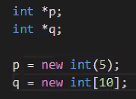 int *p;
int *q;
p = new int(5);
q = new int[10];